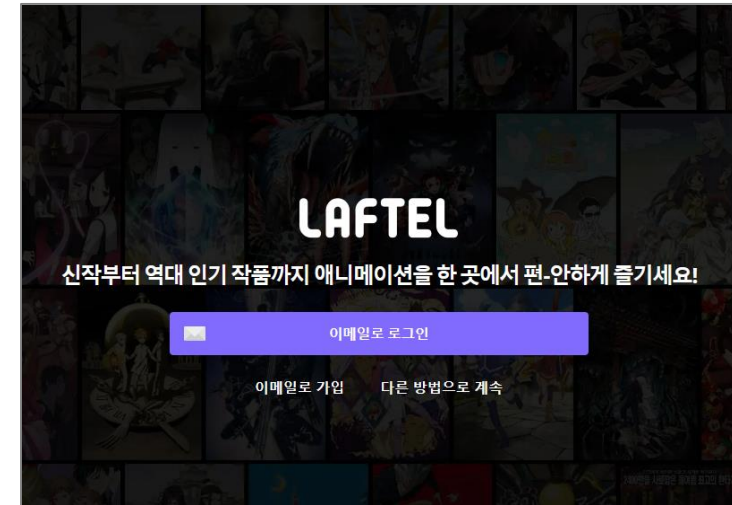 LAFTEL
신작부터 역대 인기 작품까지 애니메이션을 한 곳에서 편-안하게 즐기세요!
이메일로 로그인
이메일로 가입 다른 방법으로 계속